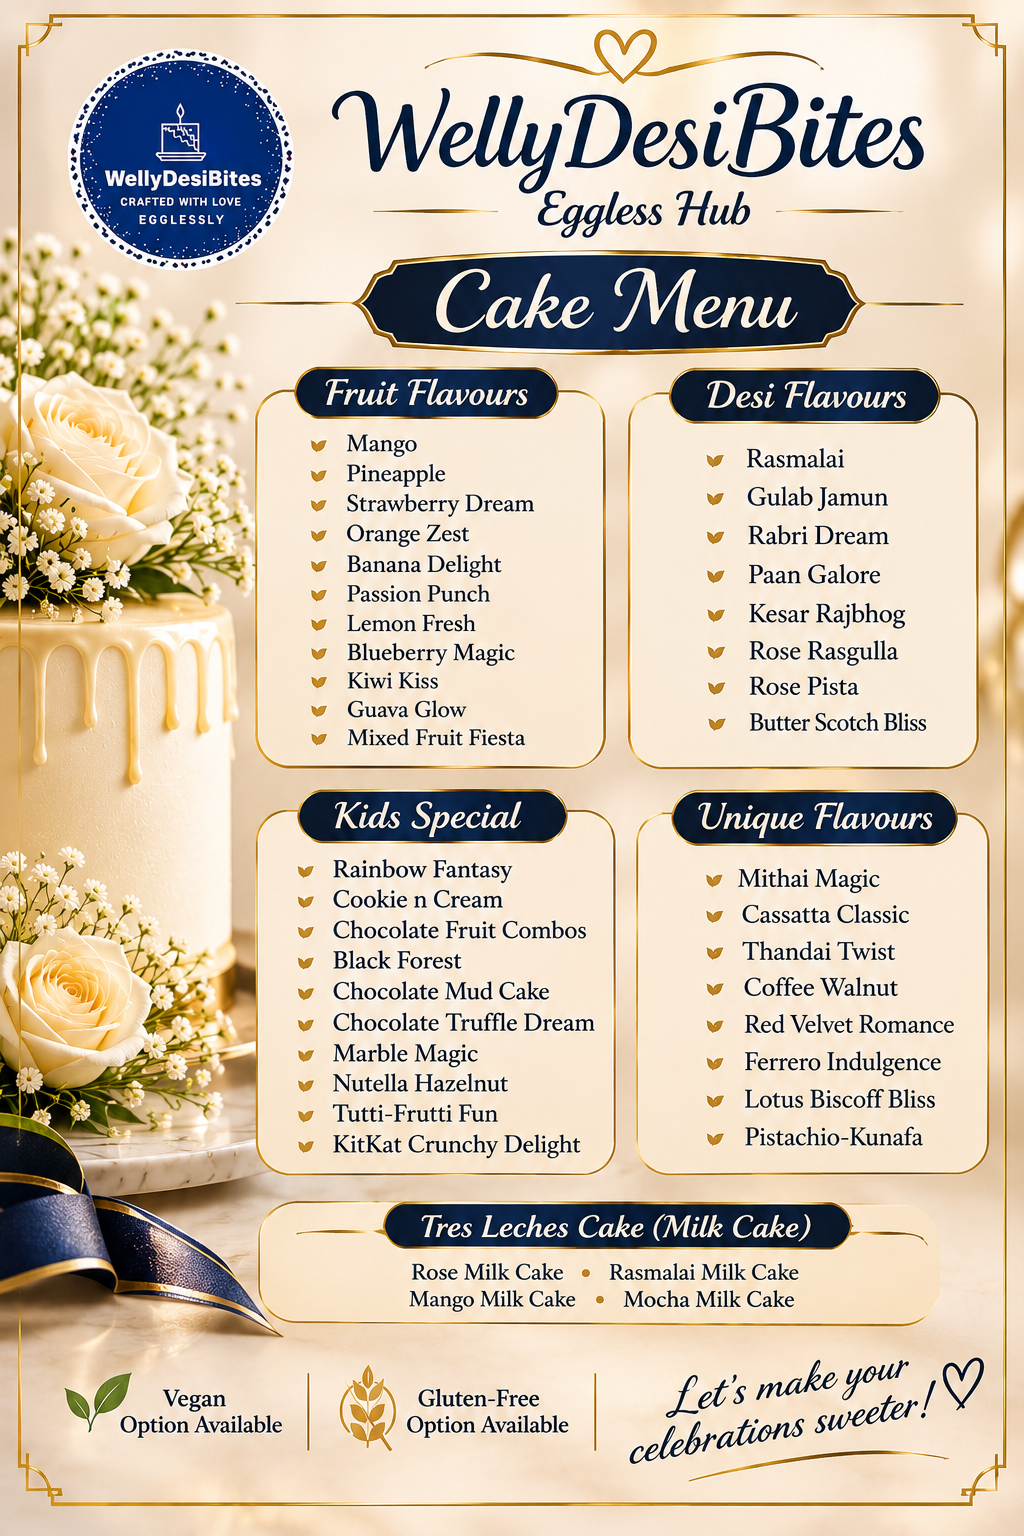 WellyDesiBites
CRAFTED WITH LOVE
EGGLESSLY
WellyDesiBites
Eggless Hub
Cake Menu
Fruit Flavours
Mango
Pineapple
Strawberry Dream
Orange Zest
Banana Delight
Passion Punch
Lemon Fresh
Blueberry Magic
Kiwi Kiss
Guava Glow
Mixed Fruit Fiesta
Desi Flavours
Rasmalai
Gulab Jamun
Rabri Dream
Paan Galore
Kesar Rajbhog
Rose Rasgulla
Rose Pista
Butter Scotch Bliss
Kids Special
Rainbow Fantasy
Cookie n Cream
Chocolate Fruit Combos
Black Forest
Chocolate Mud Cake
Chocolate Truffle Dream
Marble Magic
Nutella Hazelnut
Tutti-Frutti Fun
KitKat Crunchy Delight
Unique Flavours
Mithai Magic
Cassatta Classic
Thandai Twist
Coffee Walnut
Red Velvet Romance
Ferrero Indulgence
Lotus Biscoff Bliss
Pistachio-Kunafa
Tres Leches Cake (Milk Cake)
Rose Milk Cake • Rasmalai Milk Cake
Mango Milk Cake • Mocha Milk Cake
Vegan
Option Available
Gluten-Free
Option Available
Let's make your
celebrations sweeter!